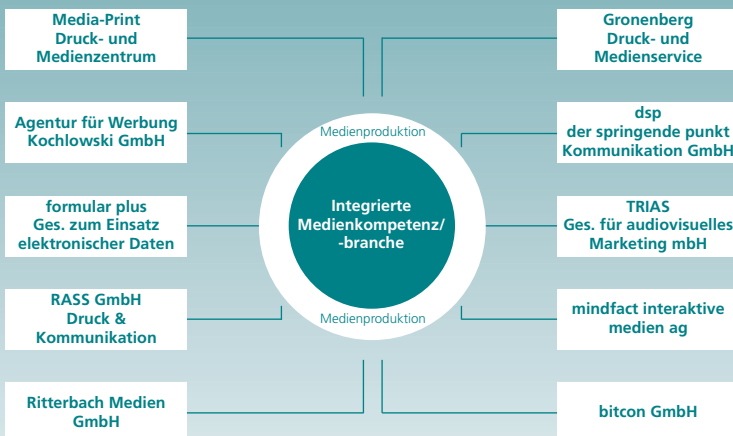 Media-Print
Druck- und
Medienzentrum
Agentur für Werbung
Kochlowski GmbH
formular plus
Ges. zum Einsatz
elektronischer Daten
RASS GmbH
Druck &
Kommunikation
Ritterbach Medien
GmbH
Medienproduktion
Integrierte
Medienkompetenz/
-branche
Medienproduktion
Gronenberg
Druck- und
Medienservice
dsp
der springende punkt
Kommunikation GmbH
TRIAS
Ges. für audiovisuelles
Marketing mbH
mindfact interaktive
medien ag
bitcon GmbH